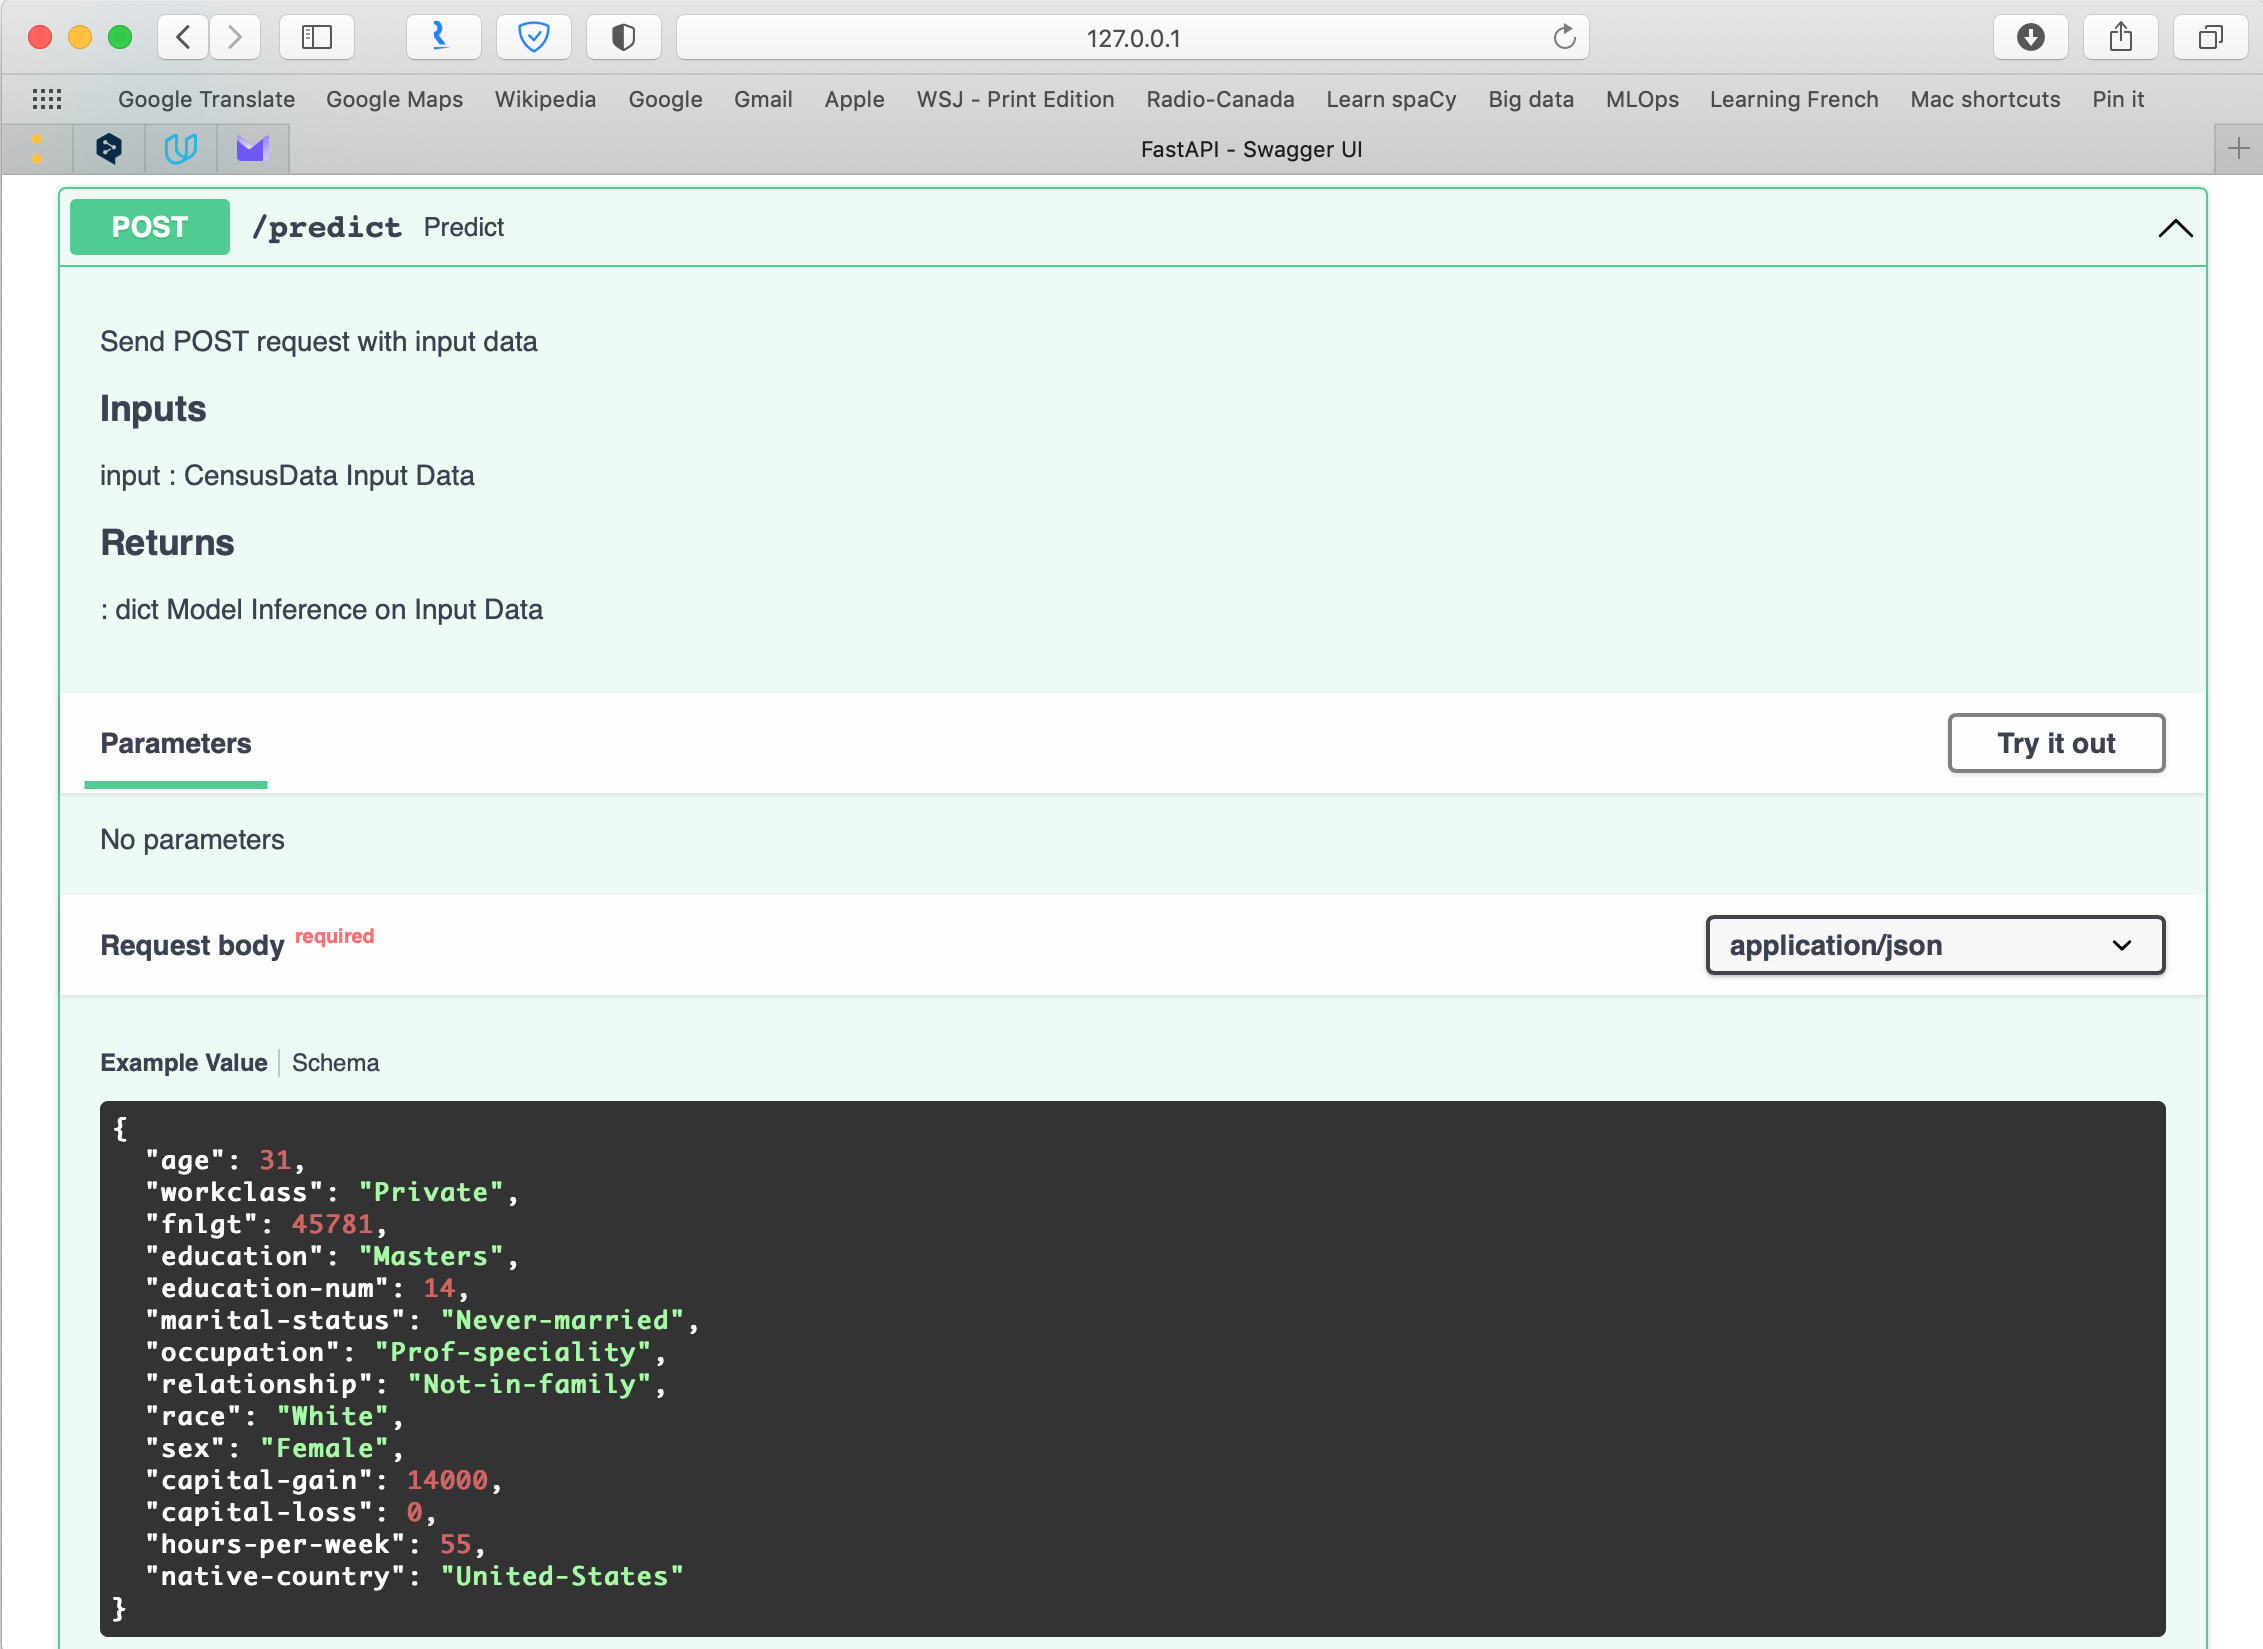 127.0.0.1
Google Translate Google Maps Wikipedia Google Gmail Apple WSJ - Print Edition Radio-Canada Learn spaCy Big data MLOps Learning French Mac shortcuts Pin it
FastAPI - Swagger UI
POST /predict Predict
Send POST request with input data
Inputs
input : CensusData Input Data
Returns
: dict Model Inference on Input Data
Parameters
Try it out
No parameters
Request body required
application/json
Example Value Schema
{
"age": 31,
"workclass": "Private",
"fnlgt": 45781,
"education": "Masters",
"education-num": 14,
"marital-status": "Never-married",
"occupation": "Prof-speciality",
"relationship": "Not-in-family",
"race": "White",
"sex": "Female",
"capital-gain": 14000,
"capital-loss": 0,
"hours-per-week": 55,
"native-country": "United-States"
}